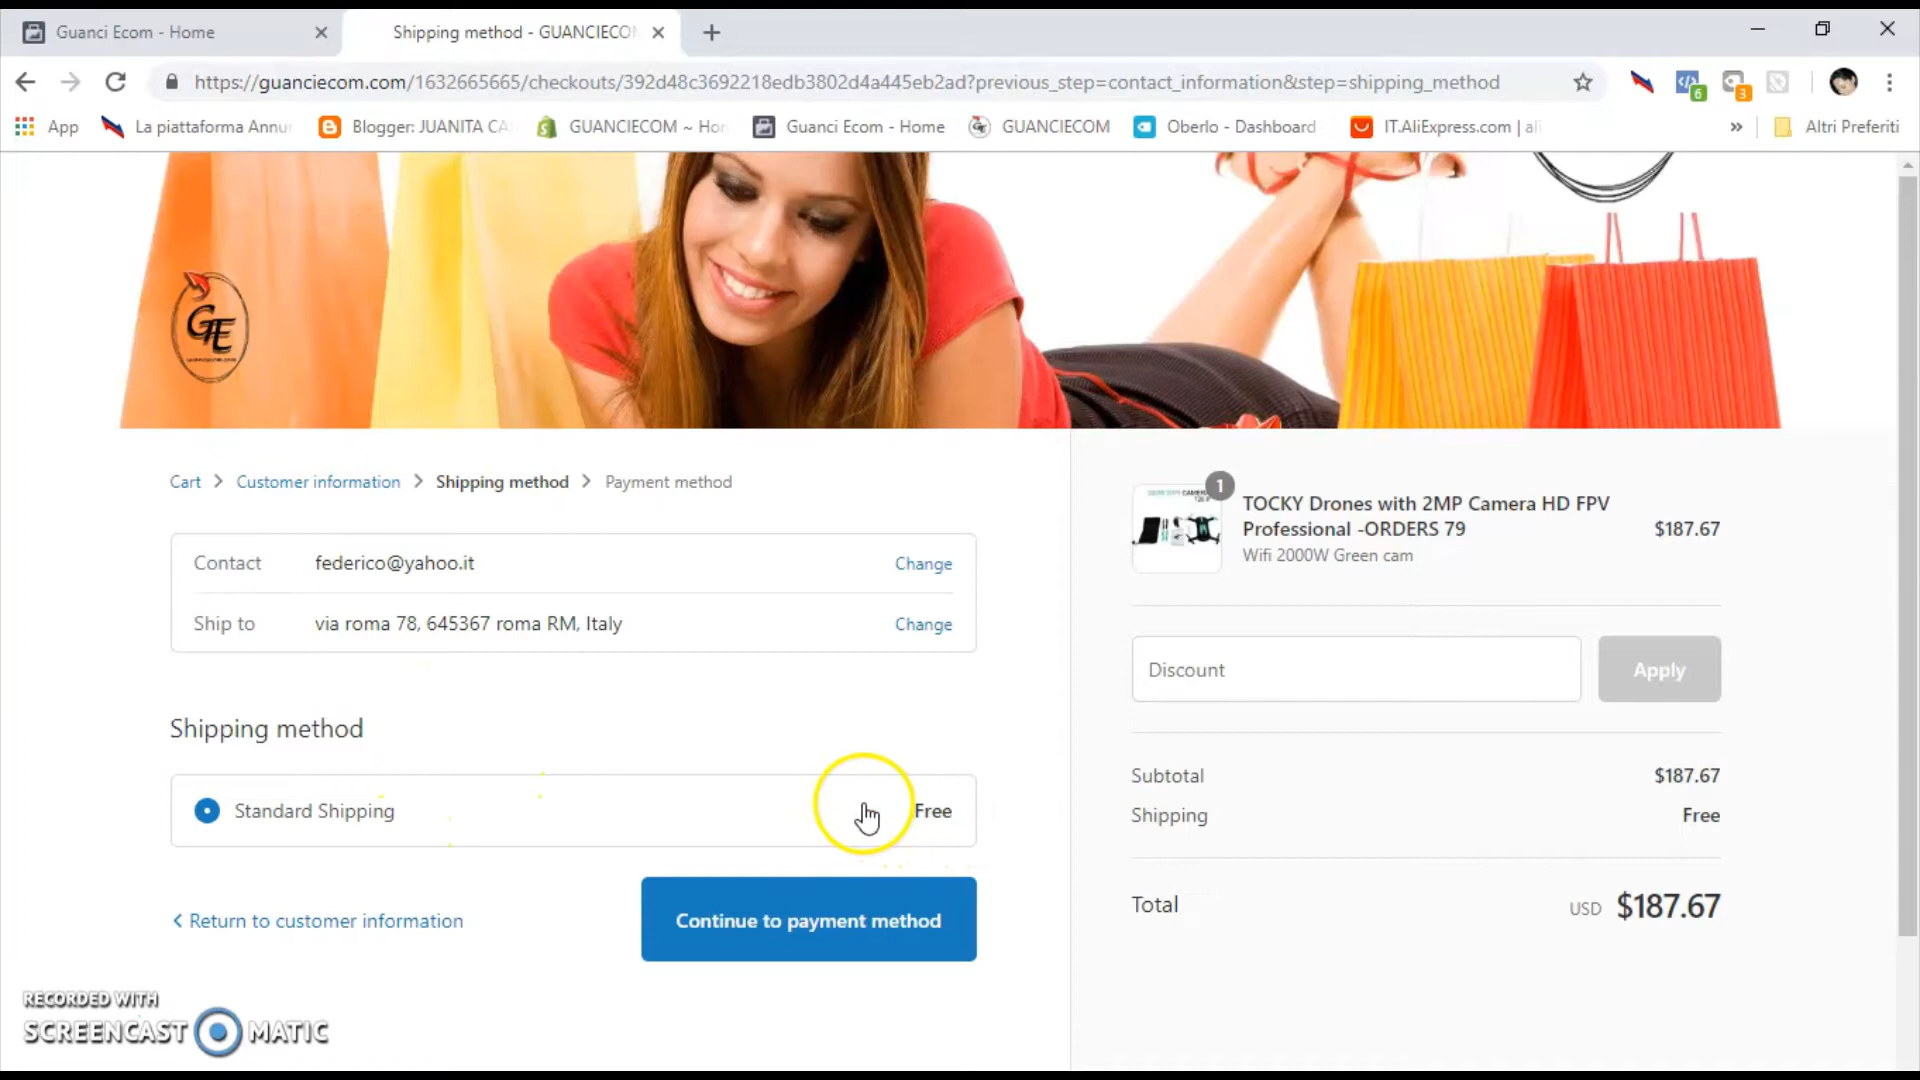 Guanci Ecom - Home
Shipping method - GUANCIECO
https://guanciecom.com/1632665665/checkouts/392d48c3692218edb3802d4a445eb2ad?previous_step=contact_information&step=shipping_method
6
3
App
La piattaforma Annu
Blogger: JUANITA CA
GUANCIECOM ~ Ho
Guanci Ecom - Home
GUANCIECOM
Oberlo - Dashboard
IT.AliExpress.com | ali
»
Altri Preferiti
GE
Cart > Customer information > Shipping method > Payment method
Contact federico@yahoo.it Change
Ship to via roma 78, 645367 roma RM, Italy Change
Shipping method
Standard Shipping Free
Return to customer information
Continue to payment method
1
TOCKY Drones with 2MP Camera HD FPV
Professional -ORDERS 79 $187.67
Wifi 2000W Green cam
Discount Apply
Subtotal $187.67
Shipping Free
Total USD $187.67
RECORDED WITH
SCREENCAST MATIC